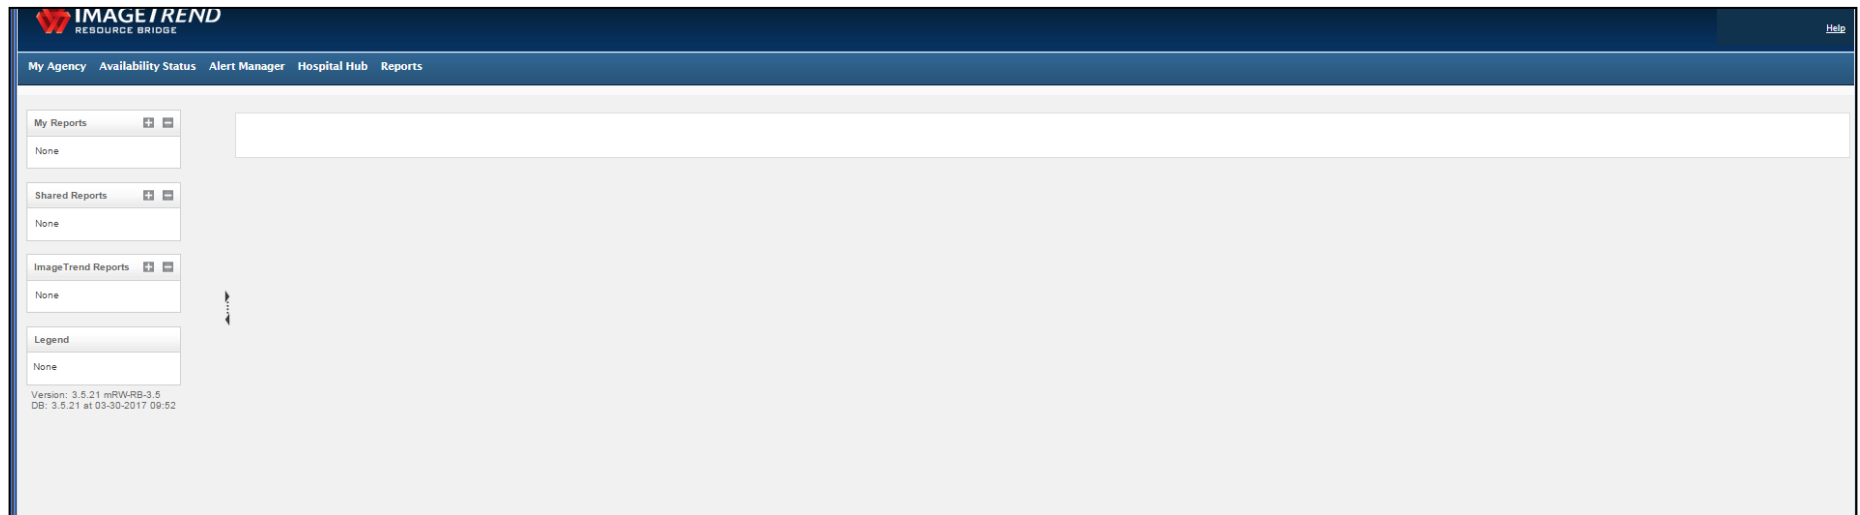 IMAGETREND
RESOURCE BRIDGE
Help
My Agency Availability Status Alert Manager Hospital Hub Reports
My Reports
None
Shared Reports
None
ImageTrend Reports
None
Legend
None
Version: 3.5.21 mRW-RB-3.5
DB: 3.5.21 at 03-30-2017 09:52